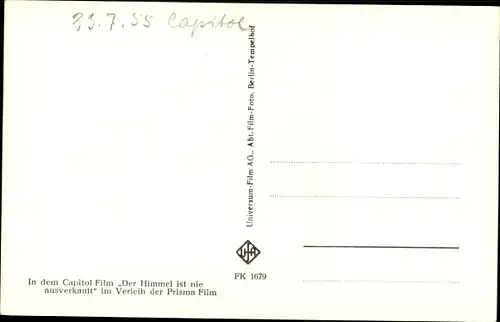 23.7.55 Capitol
Universum-Film AG., Abt. Film-Foto, Berlin-Tempelhof
UFA
FK 1679
In dem Capitol-Film „Der Himmel ist nie
ausverkauft" im Verleih der Prisma Film